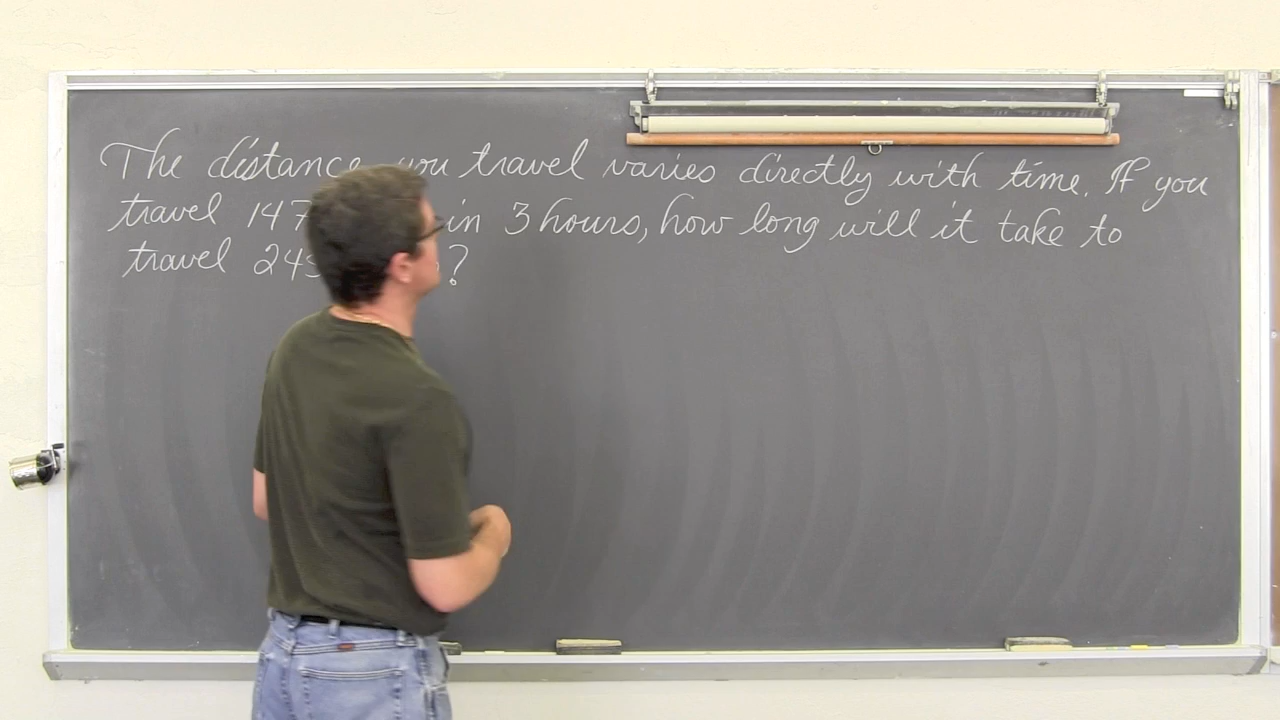 The distance you travel varies directly with time. If you
travel 147 in 3 hours, how long will it take to
travel ?